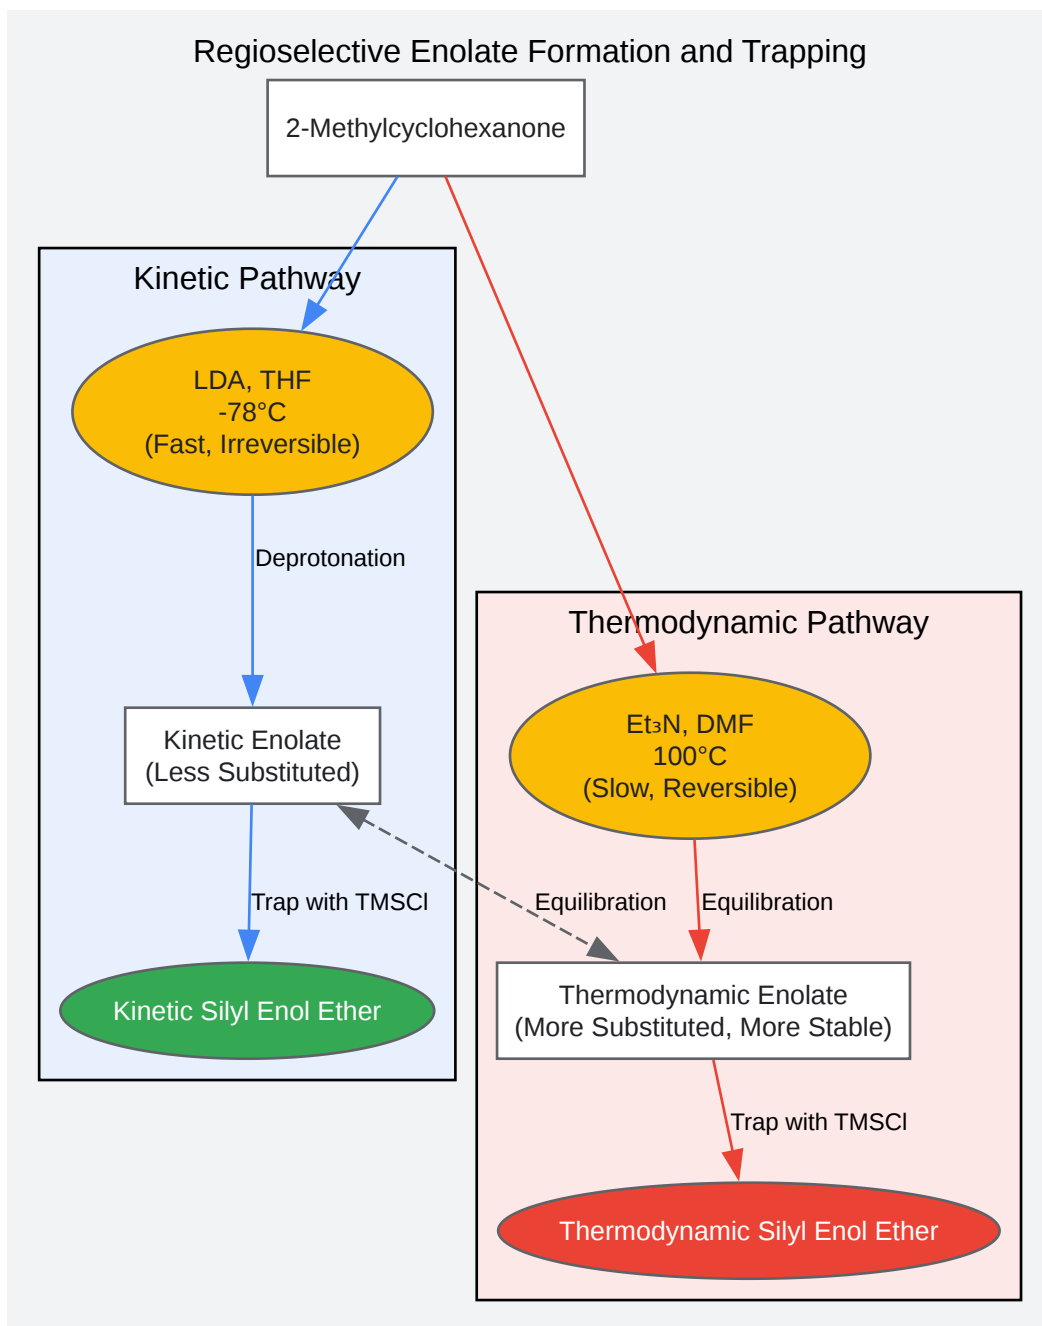 Regioselective Enolate Formation and Trapping
2-Methylcyclohexanone
Kinetic Pathway
LDA, THF
-78°C
(Fast, Irreversible)
Deprotonation
Kinetic Enolate
(Less Substituted)
Trap with TMSCl
Kinetic Silyl Enol Ether
Equilibration
Thermodynamic Pathway
Et₃N, DMF
100°C
(Slow, Reversible)
Equilibration
Thermodynamic Enolate
(More Substituted, More Stable)
Trap with TMSCl
Thermodynamic Silyl Enol Ether